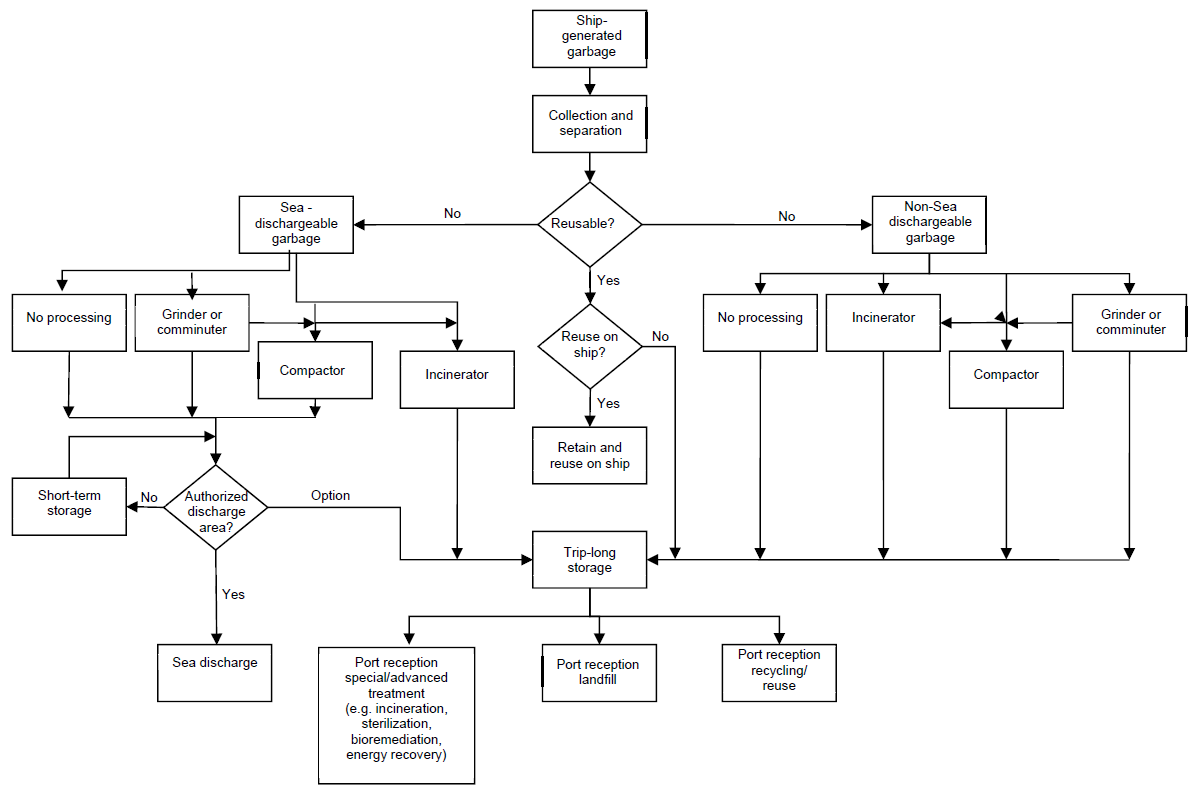 Ship-
generated
garbage
Collection and
separation
Sea -
dischargeable
garbage
No
Reusable?
No
Non-Sea
dischargeable
garbage
Yes
No processing
Grinder or
comminuter
Compactor
Incinerator
Reuse on
ship?
No
Yes
Retain and
reuse on ship
No processing
Incinerator
Compactor
Grinder or
comminuter
Short-term
storage
No
Authorized
discharge
area?
Option
Yes
Trip-long
storage
Sea discharge
Port reception
special/advanced
treatment
(e.g. incineration,
sterilization,
bioremediation,
energy recovery)
Port reception
landfill
Port reception
recycling/
reuse